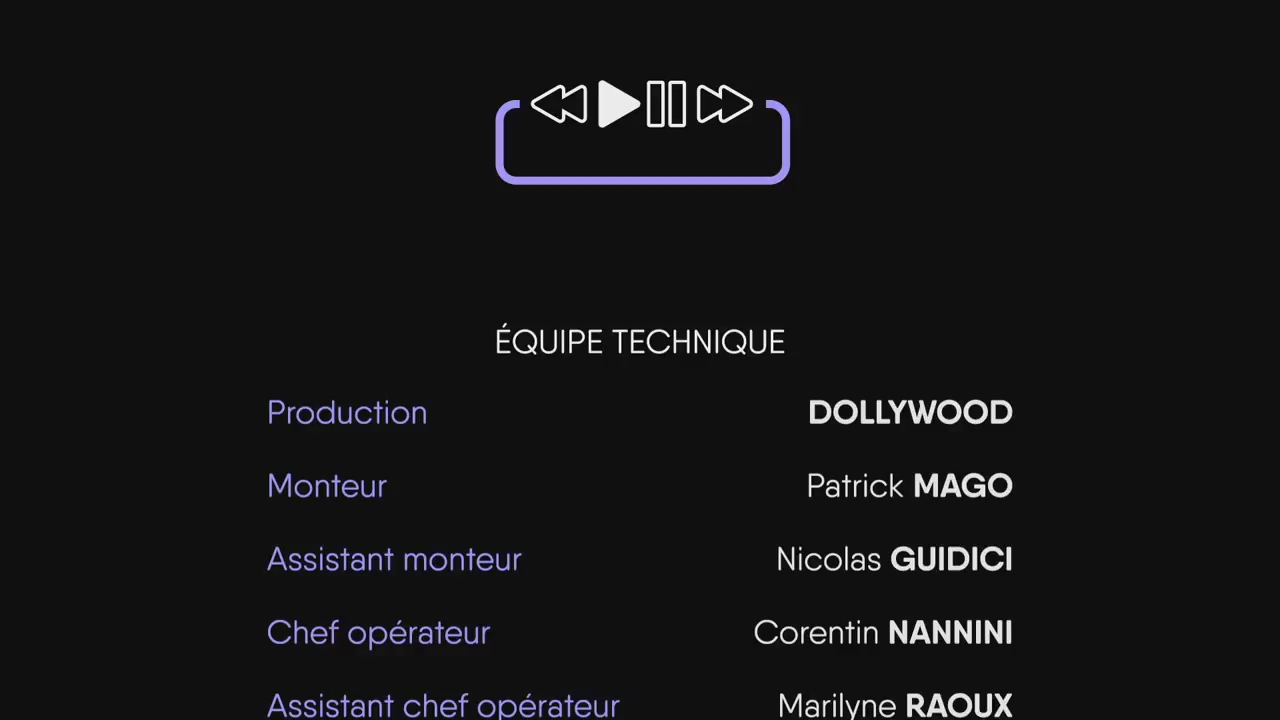 ÉQUIPE TECHNIQUE
Production DOLLYWOOD
Monteur Patrick MAGO
Assistant monteur Nicolas GUIDICI
Chef opérateur Corentin NANNINI
Assistant chef opérateur Marilyne RAOUX